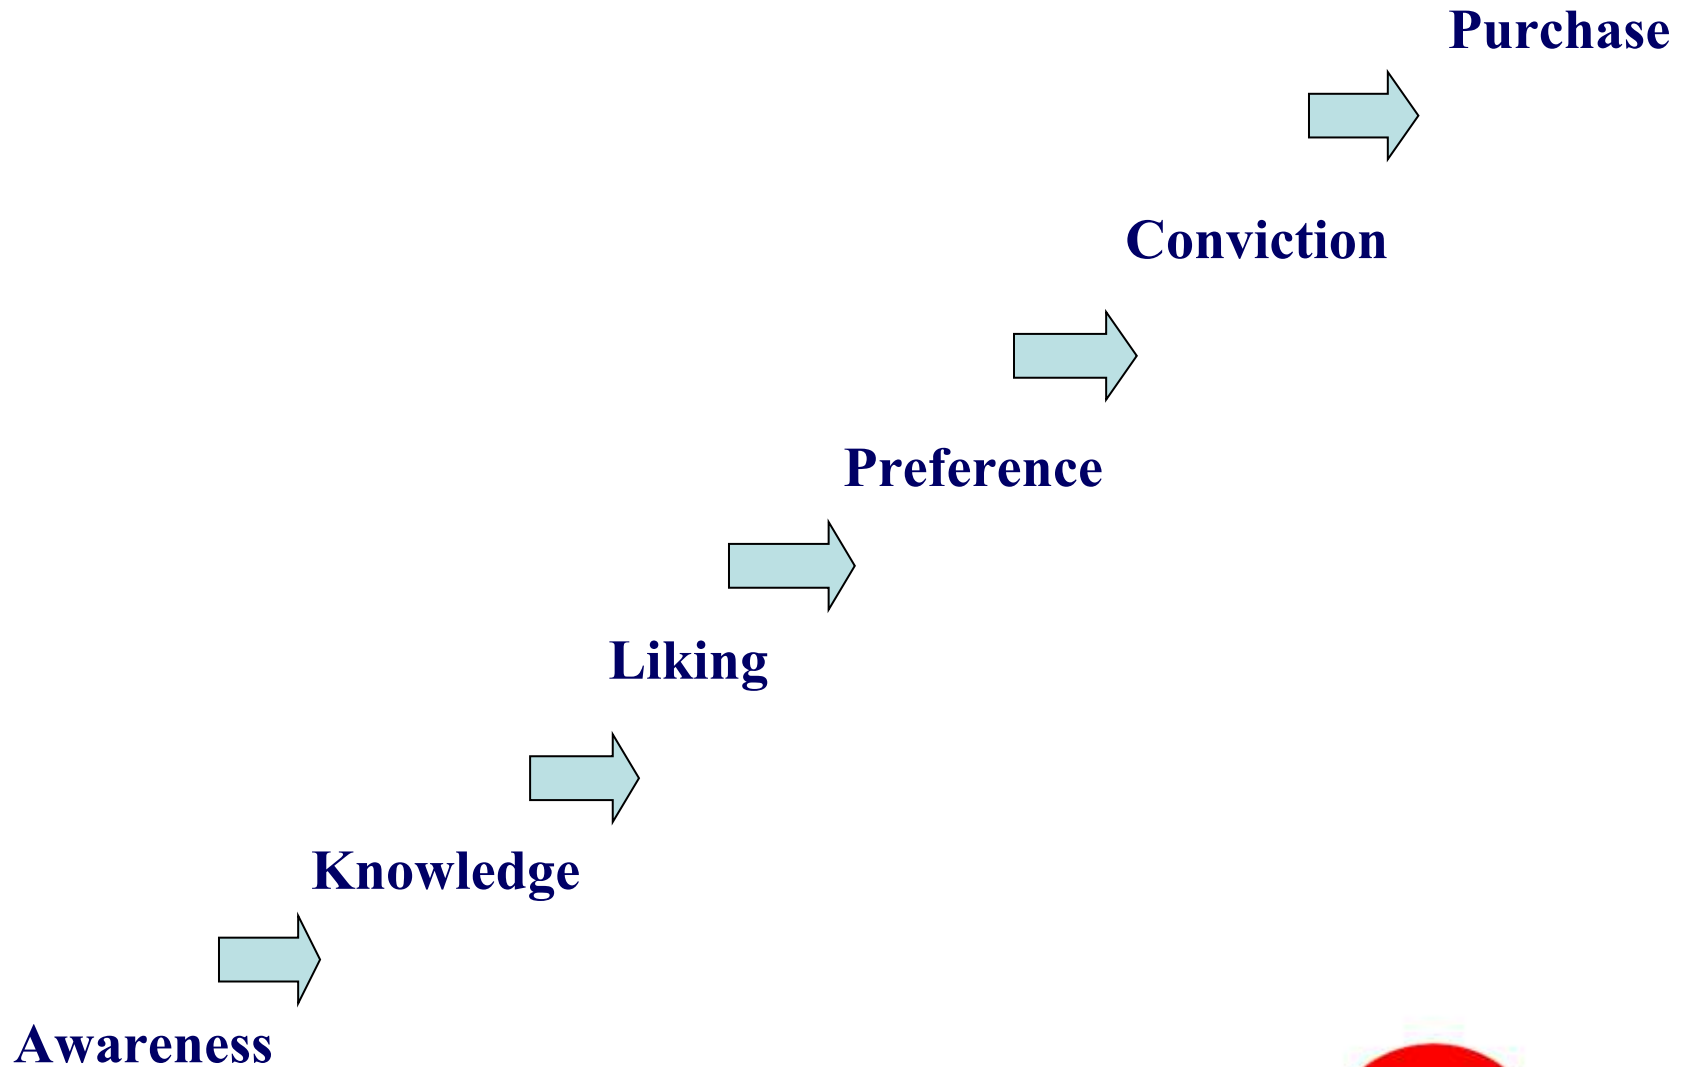 Purchase
Conviction
Preference
Liking
Knowledge
Awareness